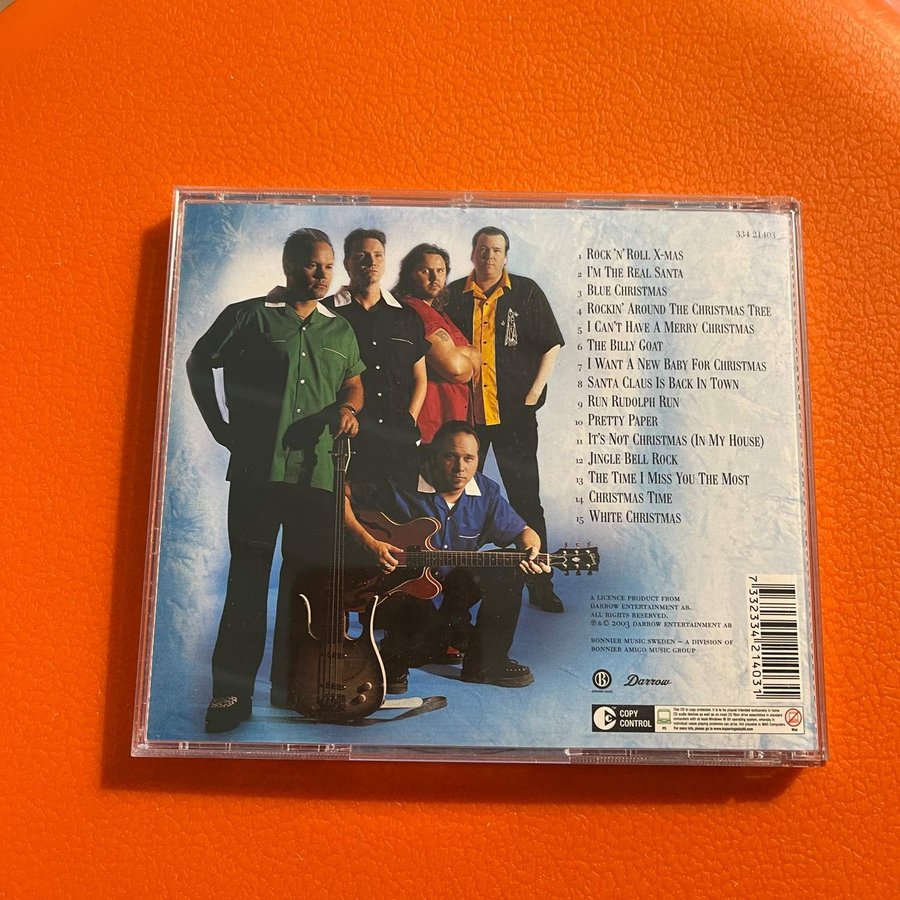 334 21403
1 Rock 'n' Roll X-mas
2 I'm The Real Santa
3 Blue Christmas
4 Rockin' Around The Christmas Tree
5 I Can't Have A Merry Christmas
6 The Billy Goat
7 I Want A New Baby For Christmas
8 Santa Claus Is Back In Town
9 Run Rudolph Run
10 Pretty Paper
11 It's Not Christmas (In My House)
12 Jingle Bell Rock
13 The Time I Miss You The Most
14 Christmas Time
15 White Christmas
A LICENCE PRODUCT FROM
DARROW ENTERTAINMENT AB.
ALL RIGHTS RESERVED.
℗ & © 2003 DARROW ENTERTAINMENT AB
BONNIER MUSIC SWEDEN – A DIVISION OF
BONNIER AMIGO MUSIC GROUP
7 332334 214031
B
Darrow
COPY
CONTROL
PC
Mac